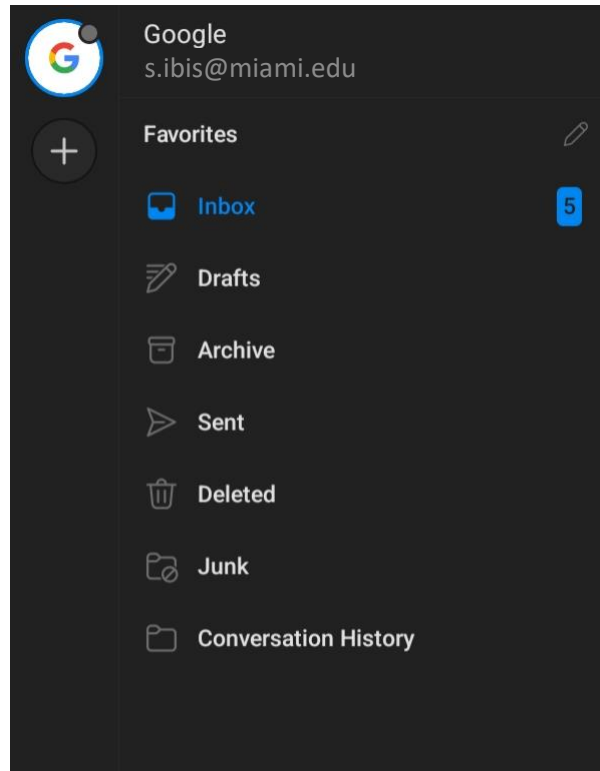 Google
s.ibis@miami.edu
Favorites
Inbox 5
Drafts
Archive
Sent
Deleted
Junk
Conversation History